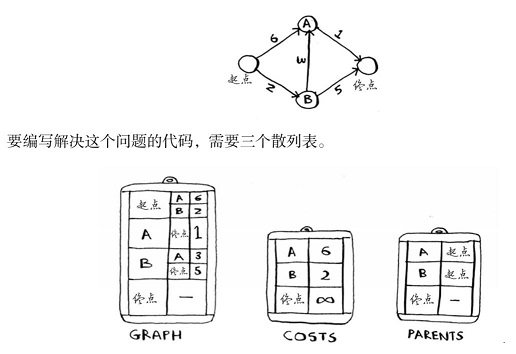 A
6
1
3
起点
2
B
5
终点
要编写解决这个问题的代码，需要三个散列表。
起点 A 6
B 2
A 终点 1
B A 3
终点 5
终点 —
GRAPH
A 6
B 2
终点 ∞
COSTS
A 起点
B 起点
终点 —
PARENTS